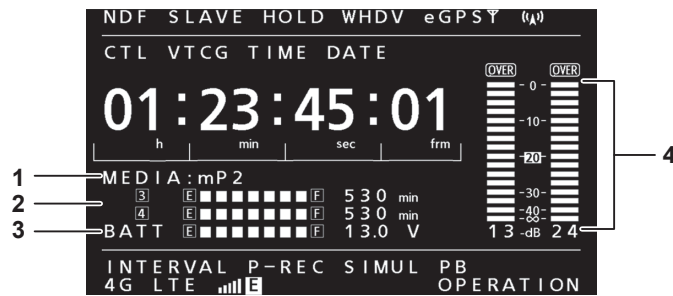 NDF SLAVE HOLD WHDV eGPS
CTL VTCG TIME DATE
OVER OVER
01:23:45:01
h min sec frm
0
-10-
-20-
-30-
-40-
-∞-
13 -dB 24
4
1 MEDIA:mP2
2 3 E F 530 min
4 E F 530 min
3 BATT E F 13.0 V
INTERVAL P-REC SIMUL PB
4G LTE E OPERATION